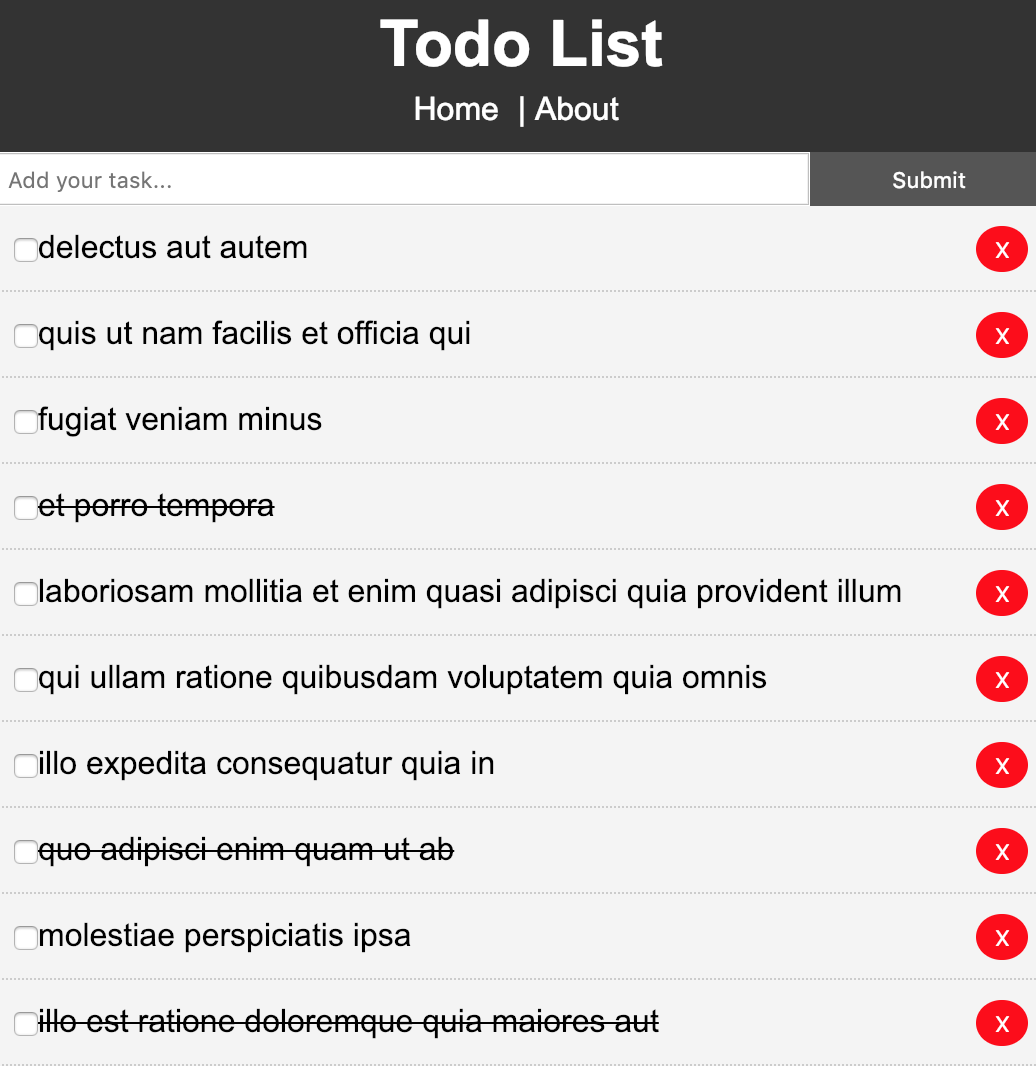 Todo List
Home | About
Add your task... Submit
delectus aut autem x
quis ut nam facilis et officia qui x
fugiat veniam minus x
et porro tempora x
laboriosam mollitia et enim quasi adipisci quia provident illum x
qui ullam ratione quibusdam voluptatem quia omnis x
illo expedita consequatur quia in x
quo adipisci enim quam ut ab x
molestiae perspiciatis ipsa x
illo est ratione doloremque quia maiores aut x